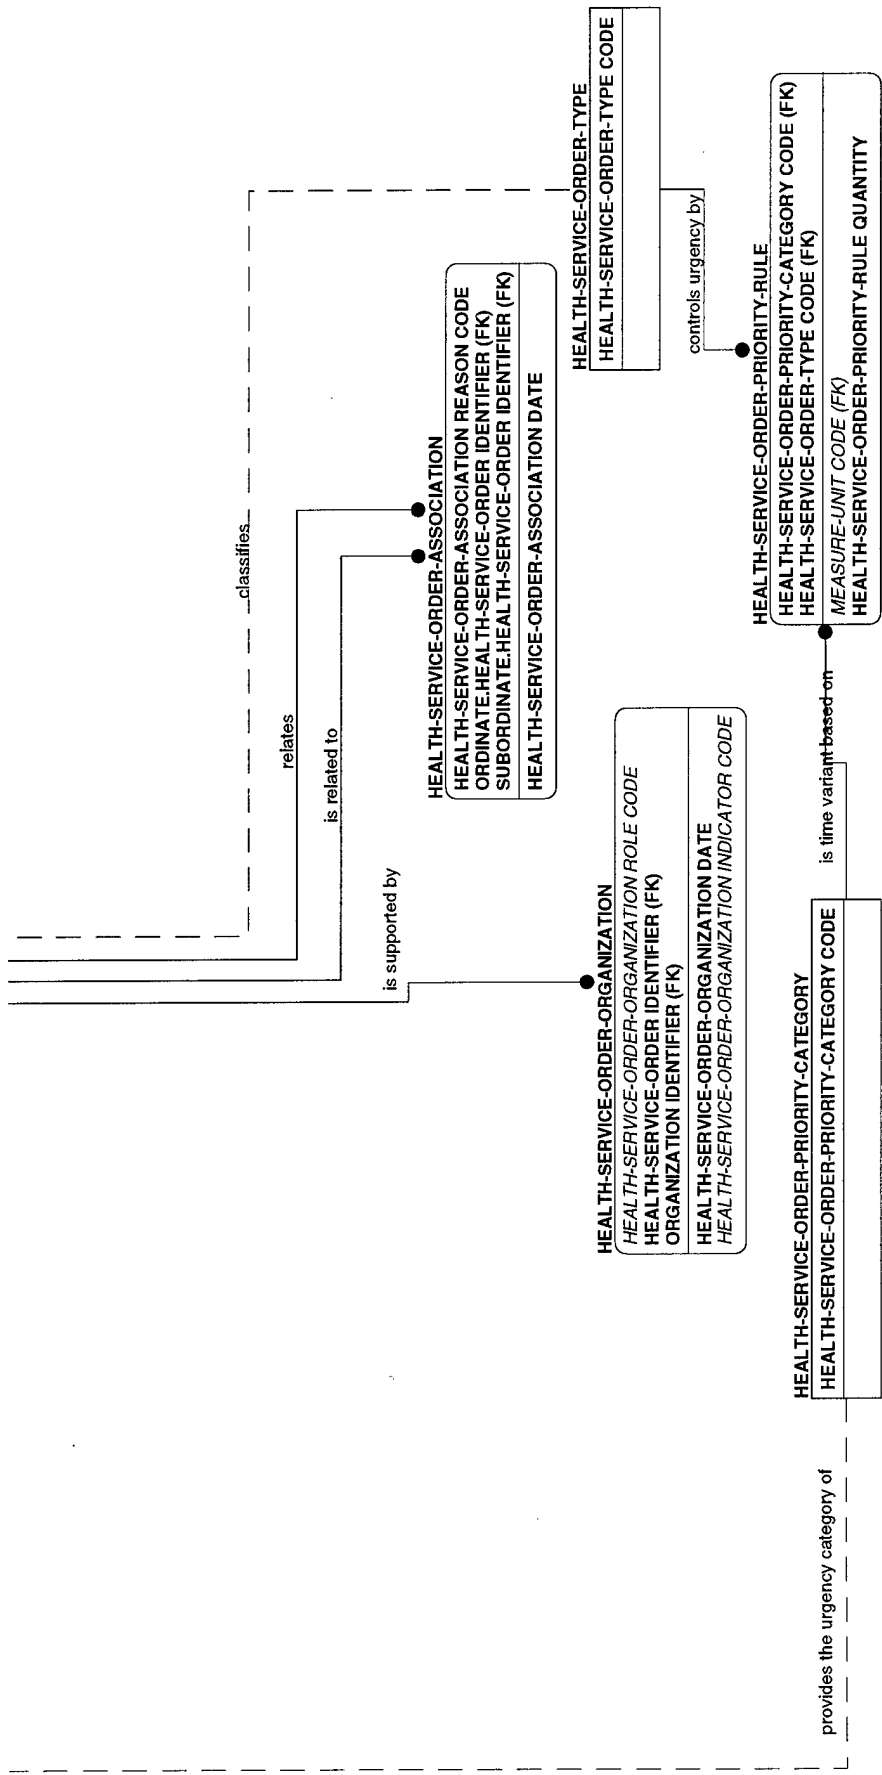 classifies
relates
is related to
is supported by
HEALTH-SERVICE-ORDER-ASSOCIATION
HEALTH-SERVICE-ORDER-ASSOCIATION REASON CODE
ORDINATE.HEALTH-SERVICE-ORDER IDENTIFIER (FK)
SUBORDINATE.HEALTH-SERVICE-ORDER IDENTIFIER (FK)
HEALTH-SERVICE-ORDER-ASSOCIATION DATE
HEALTH-SERVICE-ORDER-TYPE
HEALTH-SERVICE-ORDER-TYPE CODE
controls urgency by
HEALTH-SERVICE-ORDER-ORGANIZATION
HEALTH-SERVICE-ORDER-ORGANIZATION ROLE CODE
HEALTH-SERVICE-ORDER IDENTIFIER (FK)
ORGANIZATION IDENTIFIER (FK)
HEALTH-SERVICE-ORDER-ORGANIZATION DATE
HEALTH-SERVICE-ORDER-ORGANIZATION INDICATOR CODE
HEALTH-SERVICE-ORDER-PRIORITY-RULE
HEALTH-SERVICE-ORDER-PRIORITY-CATEGORY CODE (FK)
HEALTH-SERVICE-ORDER-TYPE CODE (FK)
MEASURE-UNIT CODE (FK)
HEALTH-SERVICE-ORDER-PRIORITY-RULE QUANTITY
is time variant based on
HEALTH-SERVICE-ORDER-PRIORITY-CATEGORY
HEALTH-SERVICE-ORDER-PRIORITY-CATEGORY CODE
provides the urgency category of